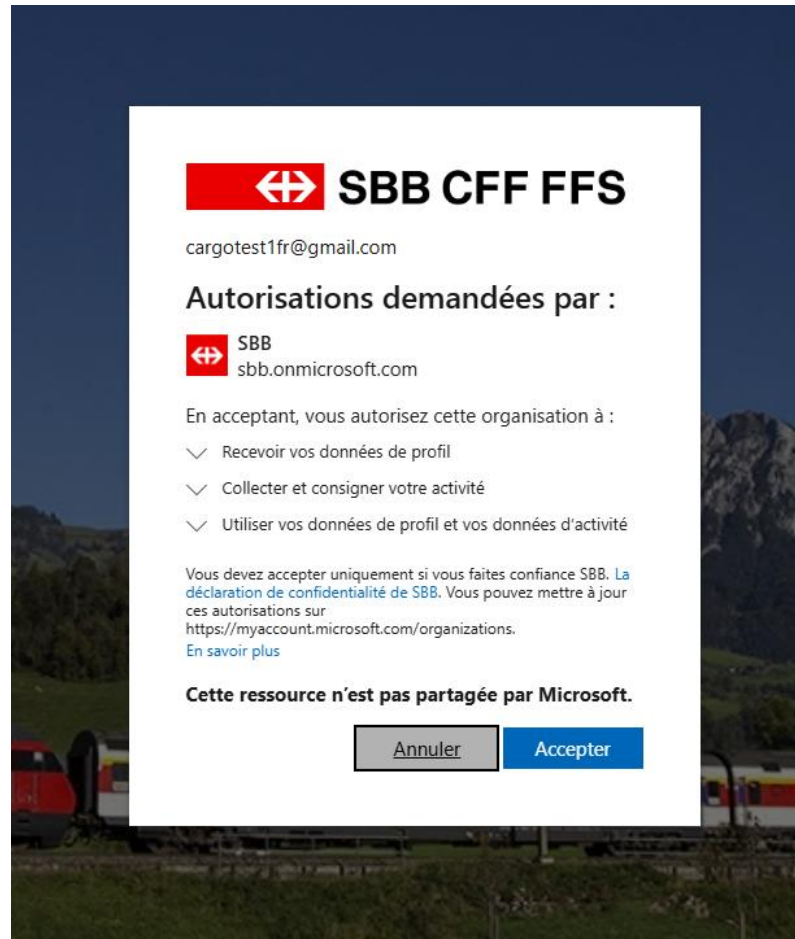 SBB CFF FFS
cargotest1fr@gmail.com
Autorisations demandées par :
SBB
sbb.onmicrosoft.com
En acceptant, vous autorisez cette organisation à :
Recevoir vos données de profil
Collecter et consigner votre activité
Utiliser vos données de profil et vos données d'activité
Vous devez accepter uniquement si vous faites confiance SBB. La
déclaration de confidentialité de SBB. Vous pouvez mettre à jour
ces autorisations sur
https://myaccount.microsoft.com/organizations.
En savoir plus
Cette ressource n'est pas partagée par Microsoft.
Annuler
Accepter